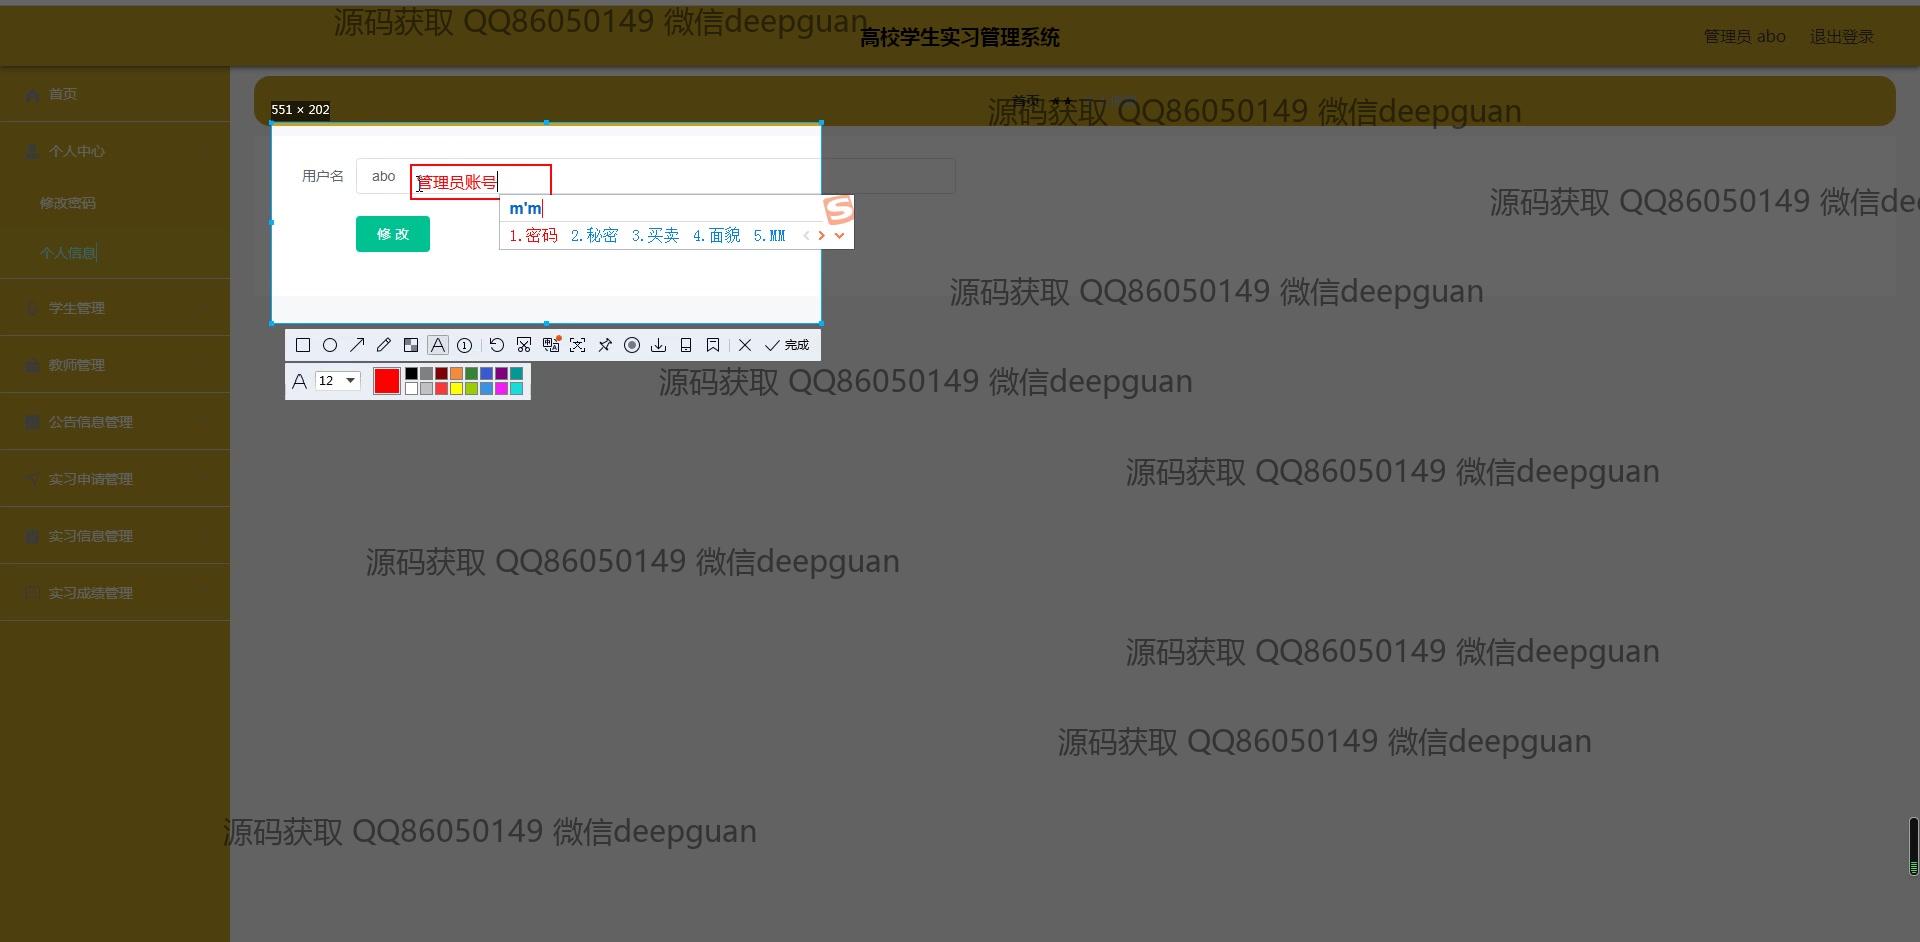 源码获取 QQ86050149 微信deepguan
高校学生实习管理系统
管理员 abo
退出登录
首页
首页 ★★
源码获取 QQ86050149 微信deepguan
551 × 202
个人中心
用户名
abo
管理员账号
m'm
1.密码 2.秘密 3.买卖 4.面貌 5.MM
修改密码
源码获取 QQ86050149 微信de
修改
个人信息
源码获取 QQ86050149 微信deepguan
学生管理
完成
教师管理
12
源码获取 QQ86050149 微信deepguan
公告信息管理
实习申请管理
源码获取 QQ86050149 微信deepguan
实习信息管理
源码获取 QQ86050149 微信deepguan
实习成绩管理
源码获取 QQ86050149 微信deepguan
源码获取 QQ86050149 微信deepguan
源码获取 QQ86050149 微信deepguan